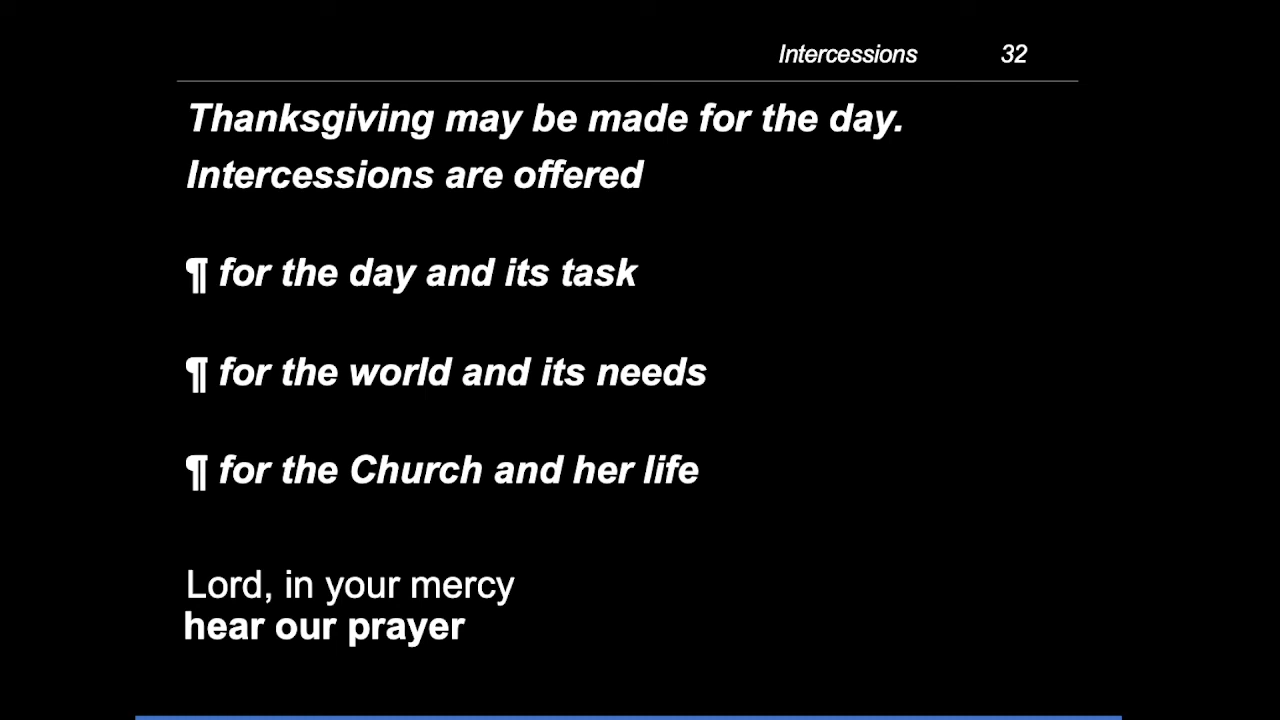 Intercessions 32
Thanksgiving may be made for the day.
Intercessions are offered
¶ for the day and its task
¶ for the world and its needs
¶ for the Church and her life
Lord, in your mercy
hear our prayer